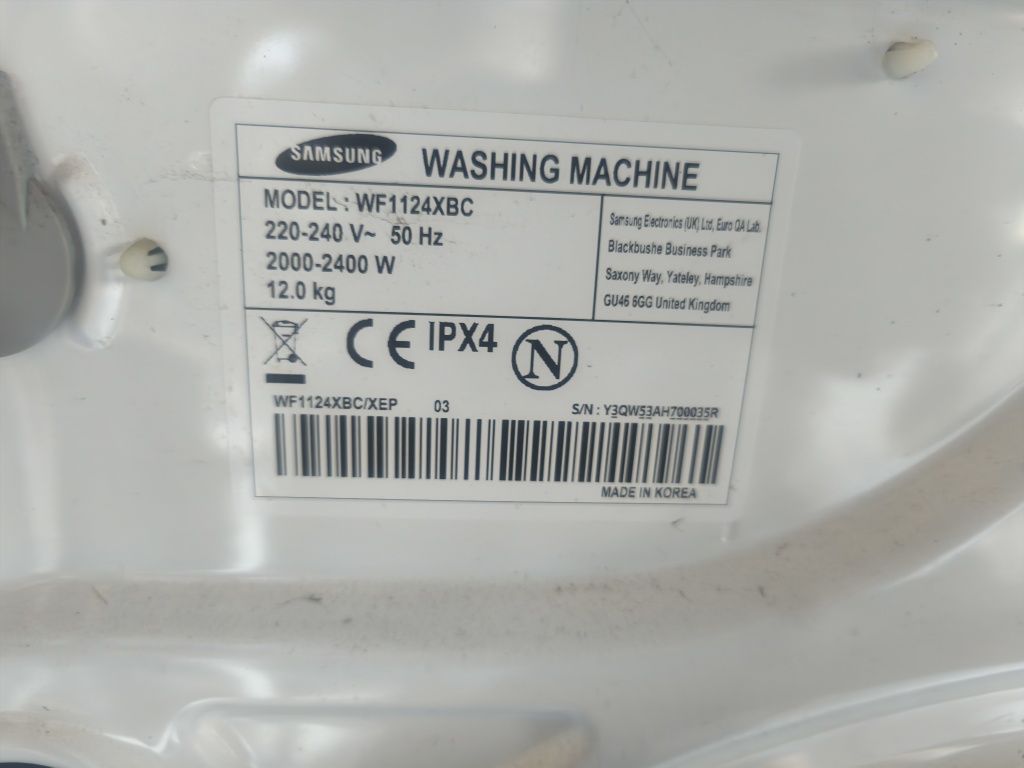 SAMSUNG WASHING MACHINE
MODEL : WF1124XBC
220-240 V~ 50 Hz
2000-2400 W
12.0 kg
Samsung Electronics (UK) Ltd, Euro QA Lab.
Blackbushe Business Park
Saxony Way, Yateley, Hampshire
GU46 6GG United Kingdom
CE IPX4 N
WF1124XBC/XEP 03 S/N : Y3QW53AH700035R
MADE IN KOREA